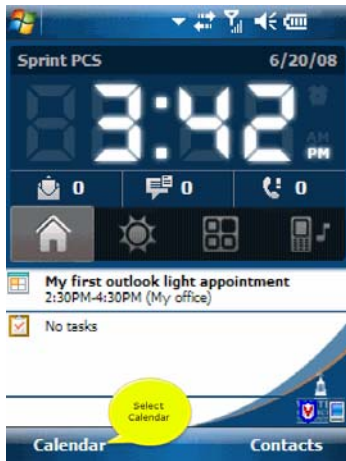 Sprint PCS 6/20/08
3:42
AM
PM
0 0 0
My first outlook light appointment
2:30PM-4:30PM (My office)
No tasks
Select
Calendar
Calendar Contacts